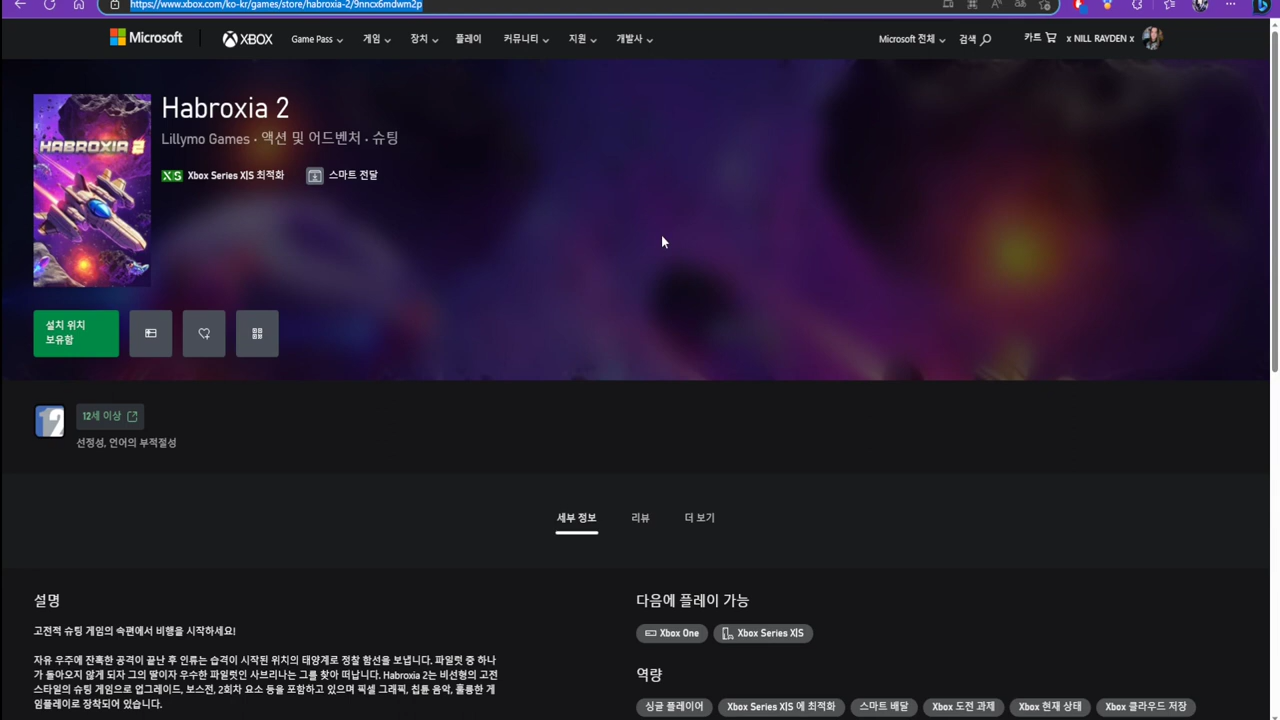 https://www.xbox.com/ko-kr/games/store/habroxia-2/9nncx6mdwm2p
Microsoft
XBOX
Game Pass
게임
장치
플레이
커뮤니티
지원
개발사
Microsoft 전체
검색
카트
x NILL RAYDEN x
HABROXIA 2
Habroxia 2
Lillymo Games · 액션 및 어드벤처 · 슈팅
XS Xbox Series X|S 최적화
스마트 전달
설치 위치
보유함
12
12세 이상
선정성, 언어의 부적절성
세부 정보
리뷰
더 보기
설명
고전적 슈팅 게임의 속편에서 비행을 시작하세요!
자유 우주에 잔혹한 공격이 끝난 후 인류는 습격이 시작된 위치의 태양계로 정찰 함선을 보냅니다. 파일럿 중 하나
가 돌아오지 않게 되자 그의 딸이자 우수한 파일럿인 사브리나는 그를 찾아 떠납니다. Habroxia 2는 비선형의 고전
스타일의 슈팅 게임으로 업그레이드, 보스전, 2회차 요소 등을 포함하고 있으며 픽셀 그래픽, 칩튠 음악, 훌륭한 게
임플레이로 장착되어 있습니다.
다음에 플레이 가능
Xbox One
Xbox Series X|S
역량
싱글 플레이어
Xbox Series X|S 에 최적화
스마트 배달
Xbox 도전 과제
Xbox 현재 상태
Xbox 클라우드 저장